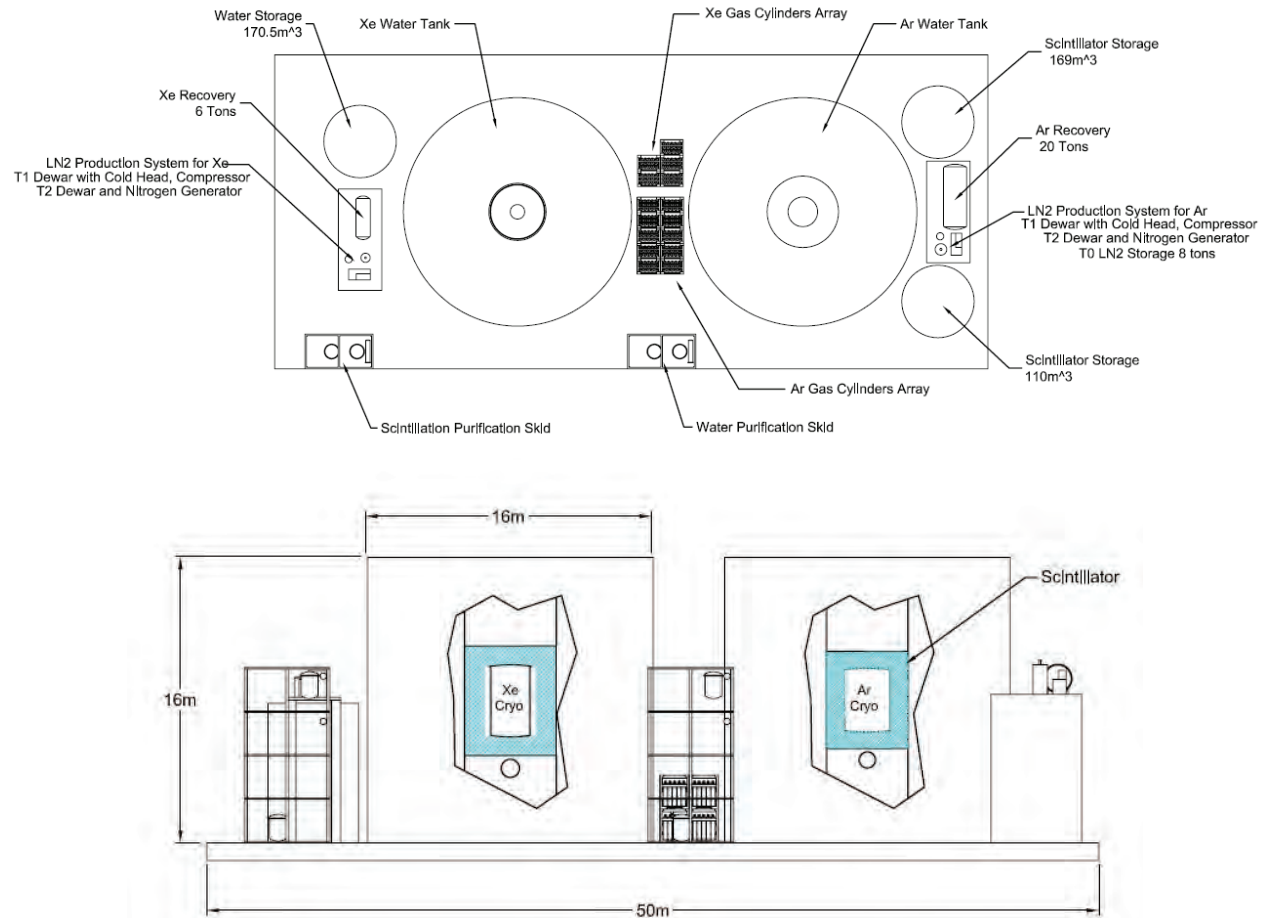 Water Storage
170.5m^3
Xe Water Tank
Xe Gas Cylinders Array
Ar Water Tank
Scintillator Storage
169m^3
Xe Recovery
6 Tons
Ar Recovery
20 Tons
LN2 Production System for Xe
T1 Dewar with Cold Head, Compressor
T2 Dewar and Nitrogen Generator
LN2 Production System for Ar
T1 Dewar with Cold Head, Compressor
T2 Dewar and Nitrogen Generator
T0 LN2 Storage 8 tons
Scintillator Storage
110m^3
Ar Gas Cylinders Array
Scintillation Purification Skid
Water Purification Skid
16m
Scintillator
16m
Xe
Cryo
Ar
Cryo
50m